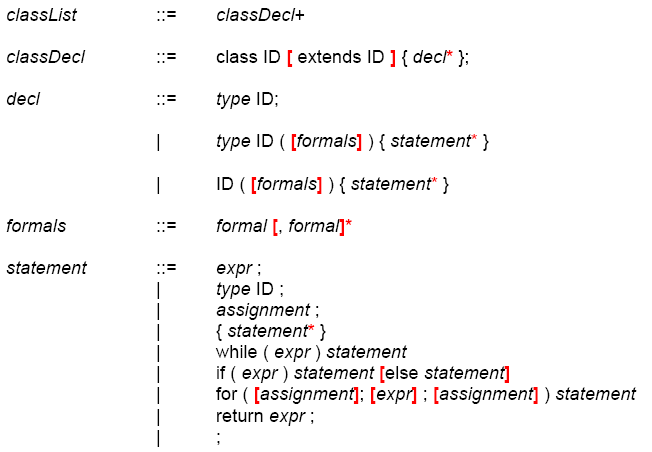 classList ::= classDecl+
classDecl ::= class ID [ extends ID ] { decl* };
decl ::= type ID;
| type ID ( [formals] ) { statement* }
| ID ( [formals] ) { statement* }
formals ::= formal [, formal]*
statement ::= expr ;
| type ID ;
| assignment ;
| { statement* }
| while ( expr ) statement
| if ( expr ) statement [else statement]
| for ( [assignment]; [expr] ; [assignment] ) statement
| return expr ;
| ;